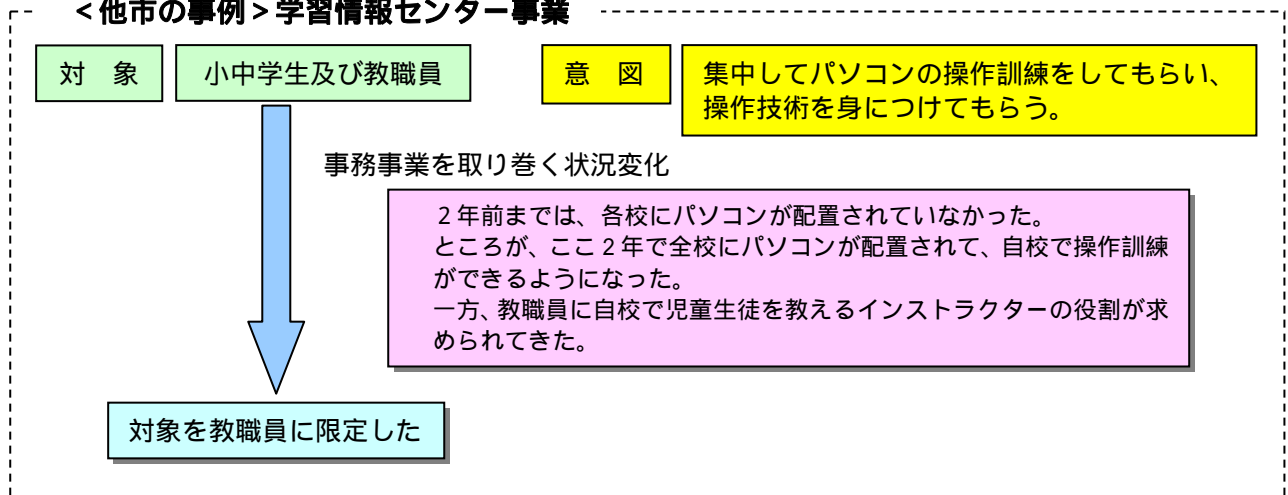 ＜他市の事例＞学習情報センター事業
対　象
小中学生及び教職員
意　図
集中してパソコンの操作訓練をしてもらい、
操作技術を身につけてもらう。
事務事業を取り巻く状況変化
２年前までは、各校にパソコンが配置されていなかった。
ところが、ここ２年で全校にパソコンが配置されて、自校で操作訓練
ができるようになった。
一方、教職員に自校で児童生徒を教えるインストラクターの役割が求
められてきた。
対象を教職員に限定した